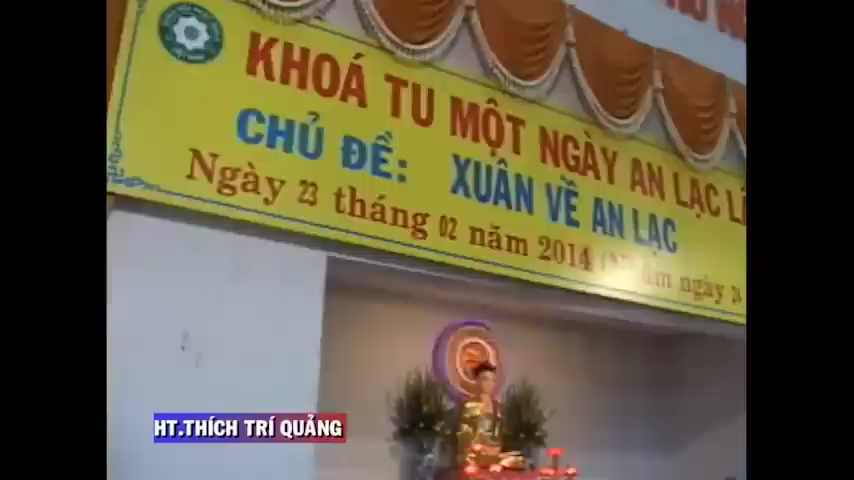 KHOÁ TU MỘT NGÀY AN LẠC
CHỦ ĐỀ: XUÂN VỀ AN LẠC
Ngày 23 tháng 02 năm 2014
ngày
HT.THÍCH TRÍ QUẢNG